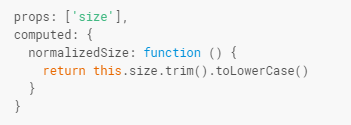 props: ['size'],
computed: {
  normalizedSize: function () {
    return this.size.trim().toLowerCase()
  }
}